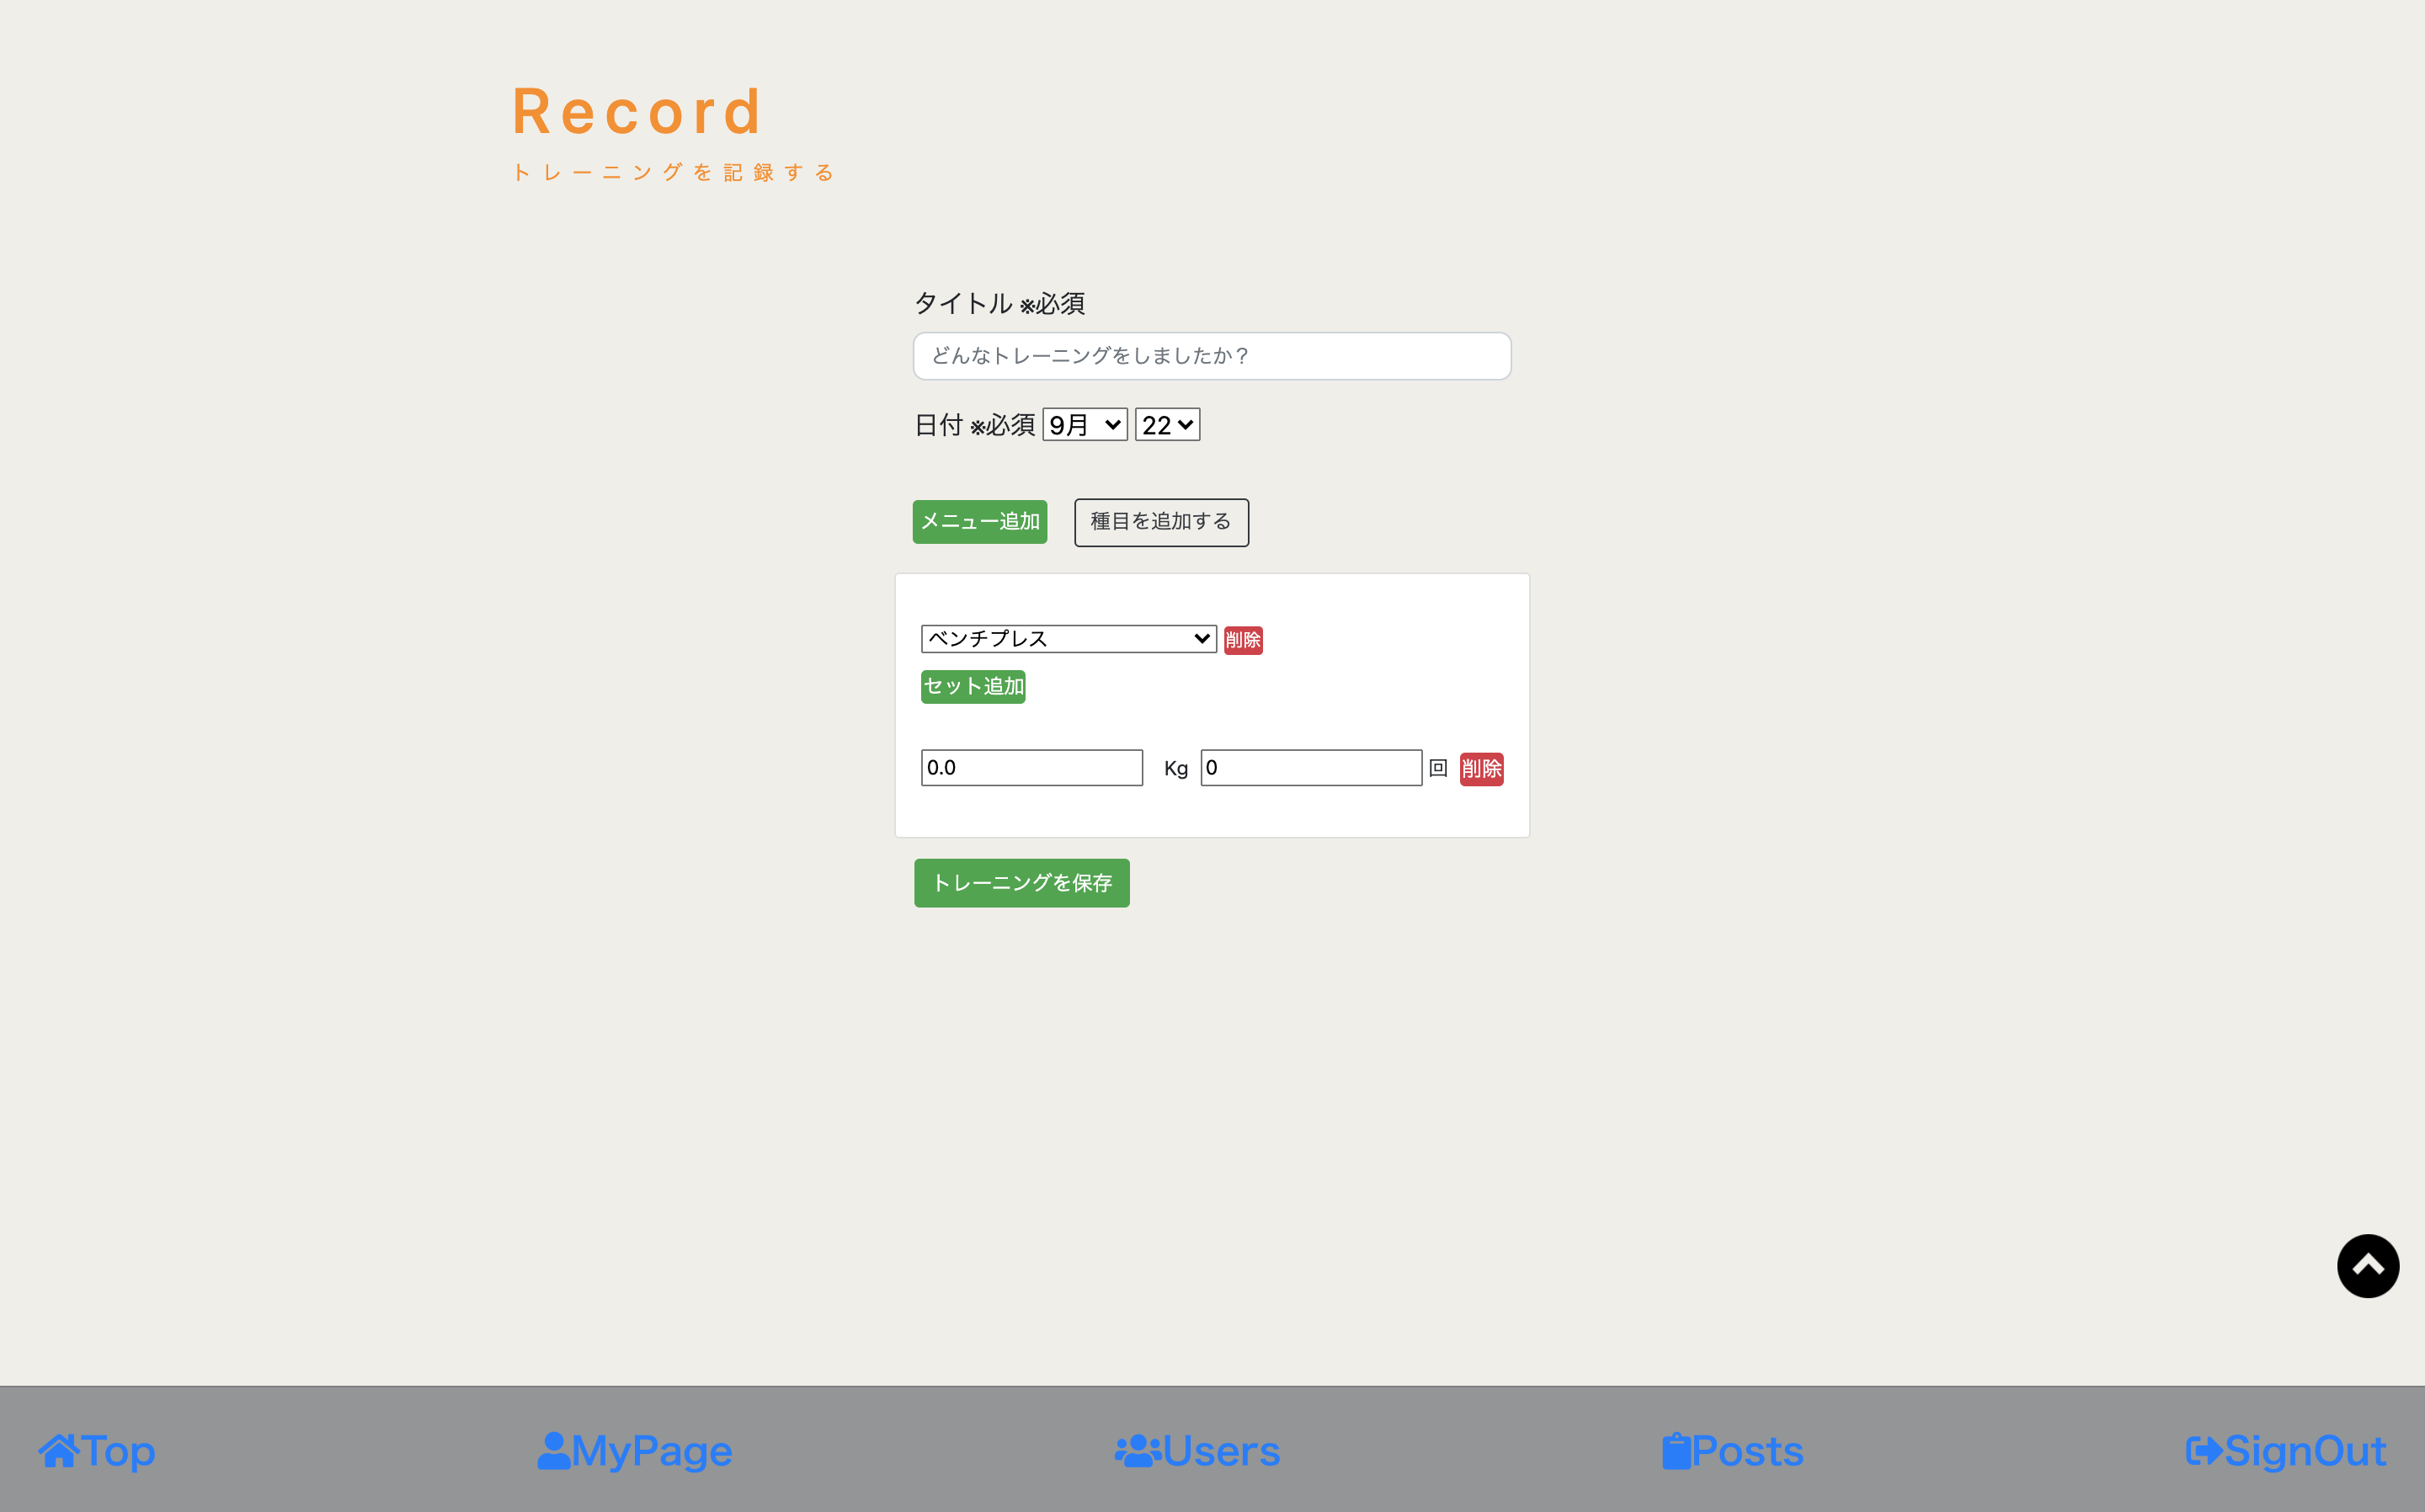 Record
トレーニングを記録する
タイトル ※必須
どんなトレーニングをしましたか？
日付 ※必須 9月 22
メニュー追加 種目を追加する
ベンチプレス 削除
セット追加
0.0 Kg 0 回 削除
トレーニングを保存
Top MyPage Users Posts SignOut